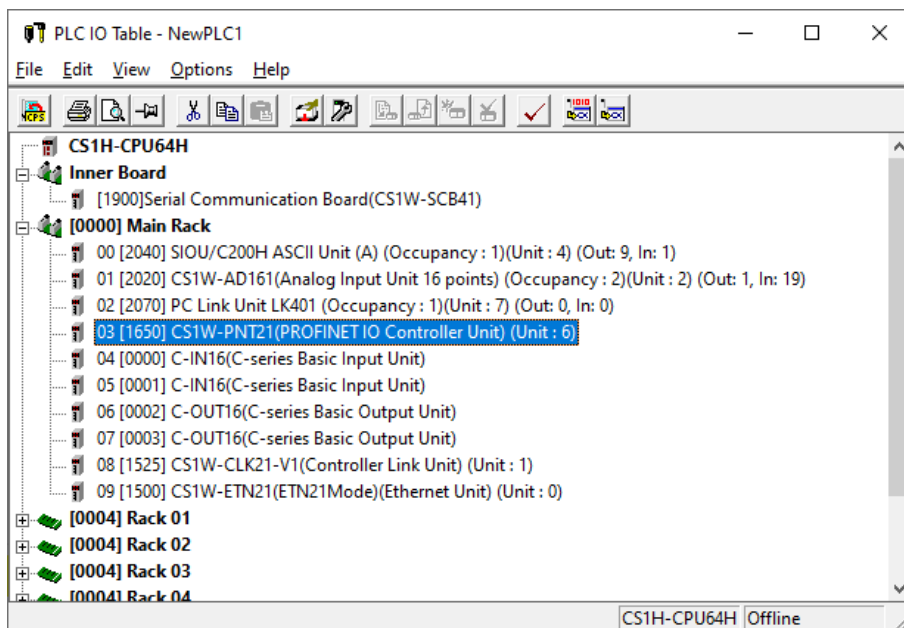 PLC IO Table - NewPLC1
File Edit View Options Help
CS1H-CPU64H
Inner Board
[1900]Serial Communication Board(CS1W-SCB41)
[0000] Main Rack
00 [2040] SIOU/C200H ASCII Unit (A) (Occupancy : 1)(Unit : 4) (Out: 9, In: 1)
01 [2020] CS1W-AD161(Analog Input Unit 16 points) (Occupancy : 2)(Unit : 2) (Out: 1, In: 19)
02 [2070] PC Link Unit LK401 (Occupancy : 1)(Unit : 7) (Out: 0, In: 0)
03 [1650] CS1W-PNT21(PROFINET IO Controller Unit) (Unit : 6)
04 [0000] C-IN16(C-series Basic Input Unit)
05 [0001] C-IN16(C-series Basic Input Unit)
06 [0002] C-OUT16(C-series Basic Output Unit)
07 [0003] C-OUT16(C-series Basic Output Unit)
08 [1525] CS1W-CLK21-V1(Controller Link Unit) (Unit : 1)
09 [1500] CS1W-ETN21(ETN21Mode)(Ethernet Unit) (Unit : 0)
[0004] Rack 01
[0004] Rack 02
[0004] Rack 03
[0004] Rack 04
CS1H-CPU64H Offline